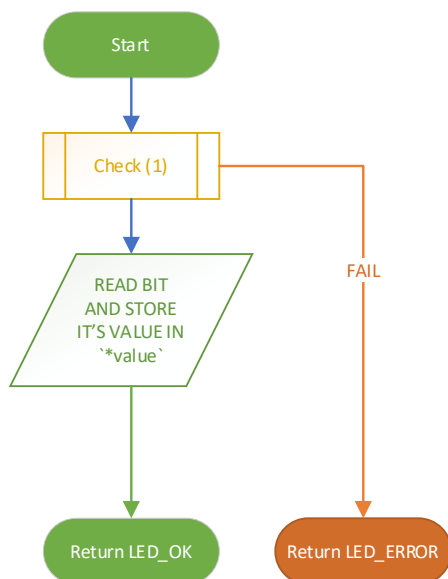 Start
Check (1)
FAIL
READ BIT
AND STORE
IT’S VALUE IN
`*value`
Return LED_OK
Return LED_ERROR